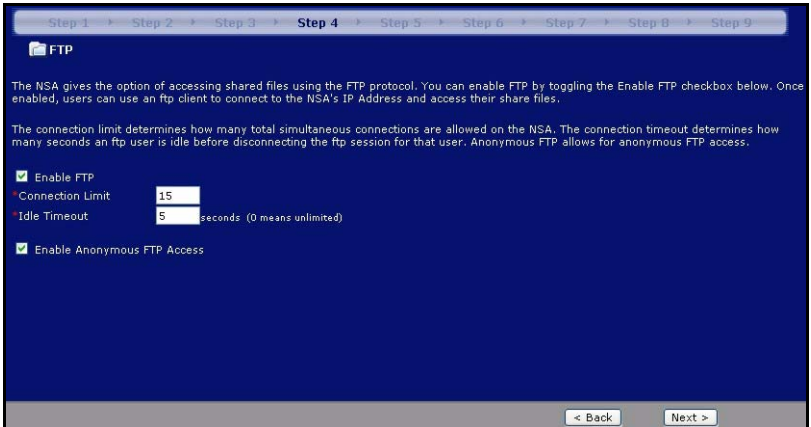 Step 1 Step 2 Step 3 Step 4 Step 5 Step 6 Step 7 Step 8 Step 9
FTP
The NSA gives the option of accessing shared files using the FTP protocol. You can enable FTP by toggling the Enable FTP checkbox below. Once
enabled, users can use an ftp client to connect to the NSA's IP Address and access their share files.
The connection limit determines how many total simultaneous connections are allowed on the NSA. The connection timeout determines how
many seconds an ftp user is idle before disconnecting the ftp session for that user. Anonymous FTP allows for anonymous FTP access.
Enable FTP
*Connection Limit 15
*Idle Timeout 5 seconds (0 means unlimited)
Enable Anonymous FTP Access
< Back Next >